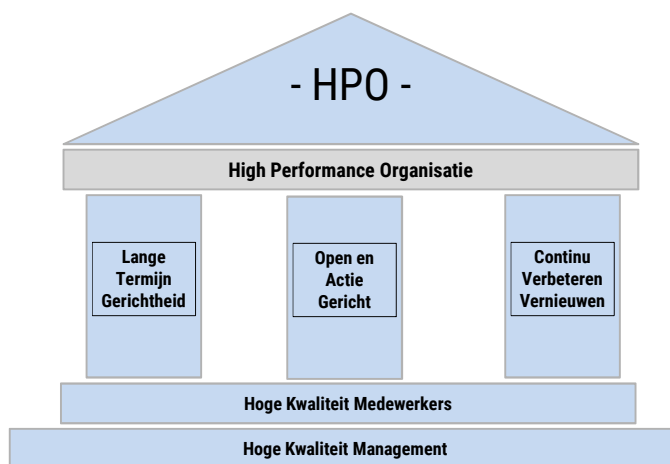 - HPO -
High Performance Organisatie
Lange
Termijn
Gerichtheid
Open en
Actie
Gericht
Continu
Verbeteren
Vernieuwen
Hoge Kwaliteit Medewerkers
Hoge Kwaliteit Management